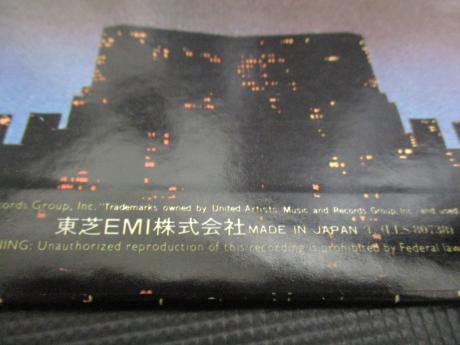 cords Group, Inc. "Trademarks owned by United Artists Music and Records Group, Inc. and used
東芝EMI株式会社 MADE IN JAPAN
NING: Unauthorized reproduction of this recording is prohibited by Federal law